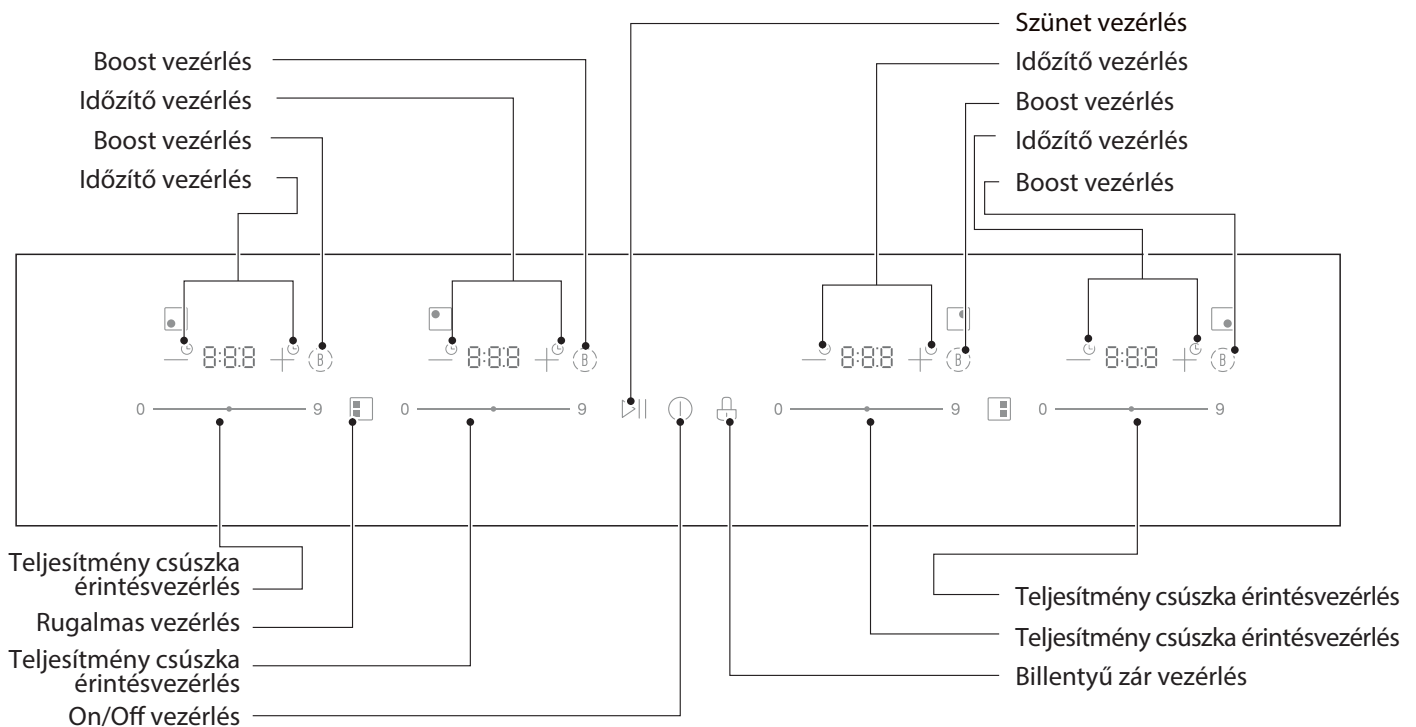 Szünet vezérlés
Boost vezérlés
Időzítő vezérlés
Boost vezérlés
Időzítő vezérlés
Időzítő vezérlés
Boost vezérlés
Időzítő vezérlés
Boost vezérlés
8:8.8 B 8:8.8 B 8:8.8 B 8:8.8 B
0 9 0 9 0 9 0 9
Teljesítmény csúszka
érintésvezérlés
Rugalmas vezérlés
Teljesítmény csúszka
érintésvezérlés
On/Off vezérlés
Teljesítmény csúszka érintésvezérlés
Teljesítmény csúszka érintésvezérlés
Billentyű zár vezérlés